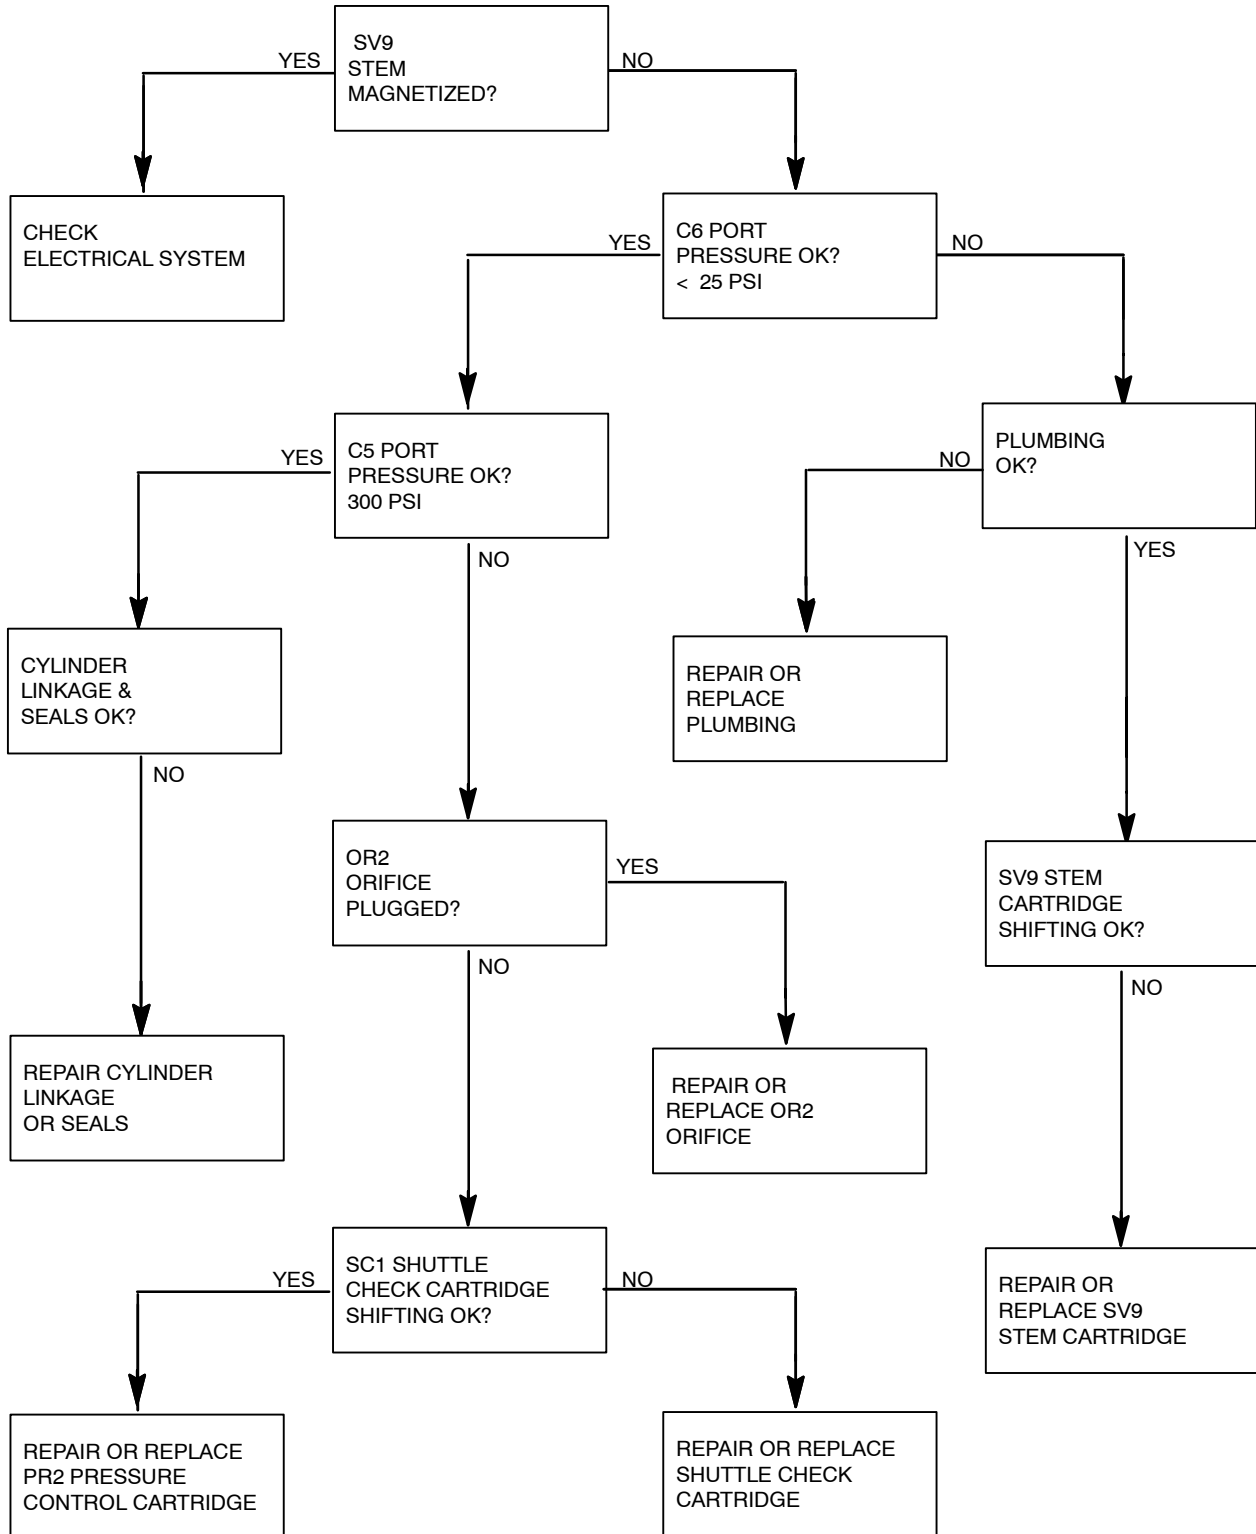 SV9
STEM
MAGNETIZED?
YES
NO
CHECK
ELECTRICAL SYSTEM
C6 PORT
PRESSURE OK?
< 25 PSI
YES
NO
C5 PORT
PRESSURE OK?
300 PSI
YES
NO
PLUMBING
OK?
NO
YES
CYLINDER
LINKAGE &
SEALS OK?
NO
REPAIR OR
REPLACE
PLUMBING
OR2
ORIFICE
PLUGGED?
YES
NO
SV9 STEM
CARTRIDGE
SHIFTING OK?
NO
REPAIR CYLINDER
LINKAGE
OR SEALS
REPAIR OR
REPLACE OR2
ORIFICE
SC1 SHUTTLE
CHECK CARTRIDGE
SHIFTING OK?
YES
NO
REPAIR OR
REPLACE SV9
STEM CARTRIDGE
REPAIR OR REPLACE
PR2 PRESSURE
CONTROL CARTRIDGE
REPAIR OR REPLACE
SHUTTLE CHECK
CARTRIDGE